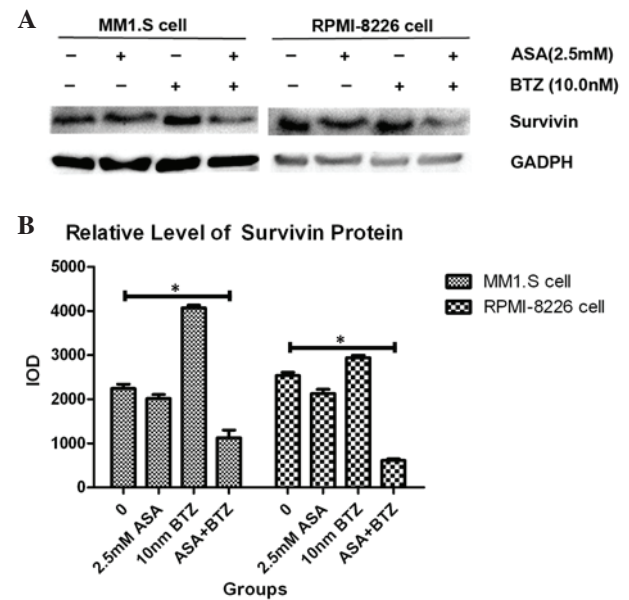 A
MM1.S cell RPMI-8226 cell
− + − + − + − + ASA(2.5mM)
− − + + − − + + BTZ (10.0nM)
Survivin
GADPH
B
Relative Level of Survivin Protein
5000
4000
3000
2000
1000
0
IOD
* *
MM1.S cell
RPMI-8226 cell
0 2.5mM ASA 10nm BTZ ASA+BTZ 0 2.5mM ASA 10nm BTZ ASA+BTZ
Groups